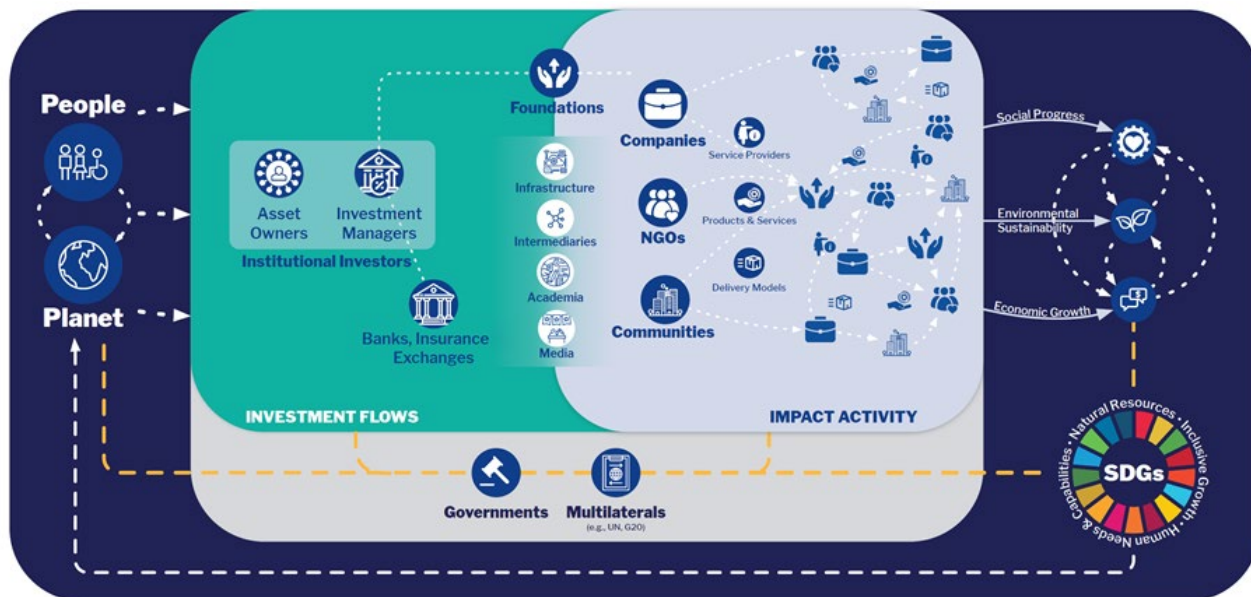 People
Planet
Foundations
Asset
Owners
Investment
Managers
Institutional Investors
Banks, Insurance
Exchanges
Infrastructure
Intermediaries
Academia
Media
INVESTMENT FLOWS
Companies
NGOs
Communities
Service Providers
Products & Services
Delivery Models
IMPACT ACTIVITY
Governments
Multilaterals
(e.g., UN, G20)
Social Progress
Environmental
Sustainability
Economic Growth
SDGs
Natural Resources • Inclusive Growth • Human Needs & Capabilities •